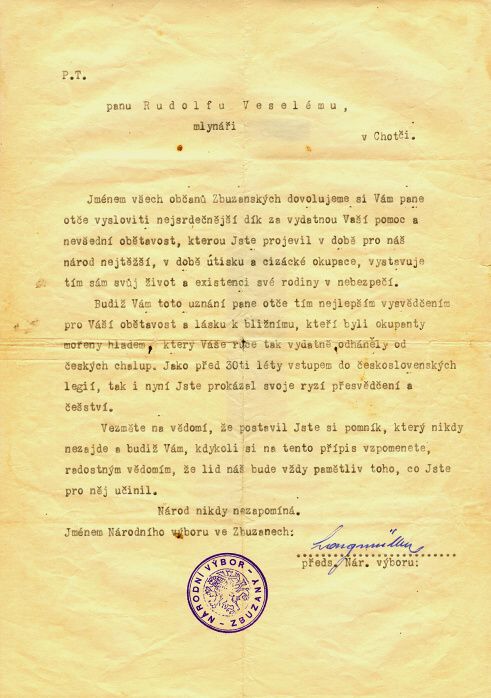 P.T.
panu Rudolfu Veselému,
mlynáři
v Chotči.
Jménem všech občanů Zbuzanských dovolujeme si Vám pane
otče vysloviti nejsrdečnější dík za vydatnou Vaší pomoc a
nevšední obětavost, kterou Jste projevil v době pro náš
národ nejtěžší, v době útisku a cizácké okupace, vystavuje
tím sám svůj život a existenci své rodiny v nebezpečí.
Budiž Vám toto uznání pane otče tím nejlepším vysvědčením
pro Váší obětavost a lásku k bližnímu, kteří byli okupanty
mořeny hladem, který Váše ruce tak vydatně odháněly od
českých chalup. Jako před 30ti léty vstupem do československých
legií, tak i nyní Jste prokázal svoje ryzí přesvědčení a
češství.
Vezměte na vědomí, že postavil Jste si pomník, který nikdy
nezajde a budiž Vám, kdykoli si na tento přípis vzpomenete,
radostným vědomím, že lid náš bude vždy pamětliv toho, co Jste
pro něj učinil.
Národ nikdy nezapomíná.
Jménem Národního výboru ve Zbuzanech:
Langmüller
předs. Nár. výboru:
NÁRODNÍ VÝBOR - ZBUZANY